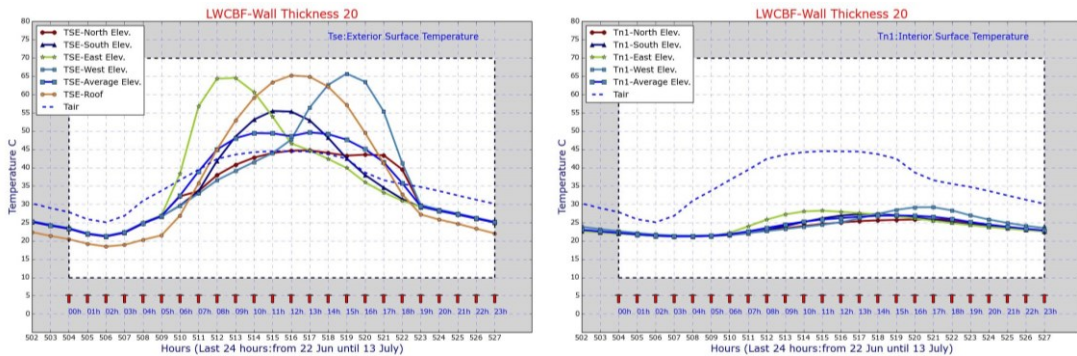 LWCBF-Wall Thickness 20
TSE-North Elev.
TSE-South Elev.
TSE-East Elev.
TSE-West Elev.
TSE-Average Elev.
TSE-Roof
Tair
Tse:Exterior Surface Temperature
Temperature C
80
75
70
65
60
55
50
45
40
35
30
25
20
15
10
5
0
00h 01h 02h 03h 04h 05h 06h 07h 08h 09h 10h 11h 12h 13h 14h 15h 16h 17h 18h 19h 20h 21h 22h 23h
502 503 504 505 506 507 508 509 510 511 512 513 514 515 516 517 518 519 520 521 522 523 524 525 526 527
Hours (Last 24 hours:from 22 Jun until 13 July)
LWCBF-Wall Thickness 20
Tn1-North Elev.
Tn1-South Elev.
Tn1-East Elev.
Tn1-West Elev.
Tn1-Average Elev.
Tair
Tn1:Interior Surface Temperature
Temperature C
80
75
70
65
60
55
50
45
40
35
30
25
20
15
10
5
0
00h 01h 02h 03h 04h 05h 06h 07h 08h 09h 10h 11h 12h 13h 14h 15h 16h 17h 18h 19h 20h 21h 22h 23h
502 503 504 505 506 507 508 509 510 511 512 513 514 515 516 517 518 519 520 521 522 523 524 525 526 527
Hours (Last 24 hours:from 22 Jun until 13 July)